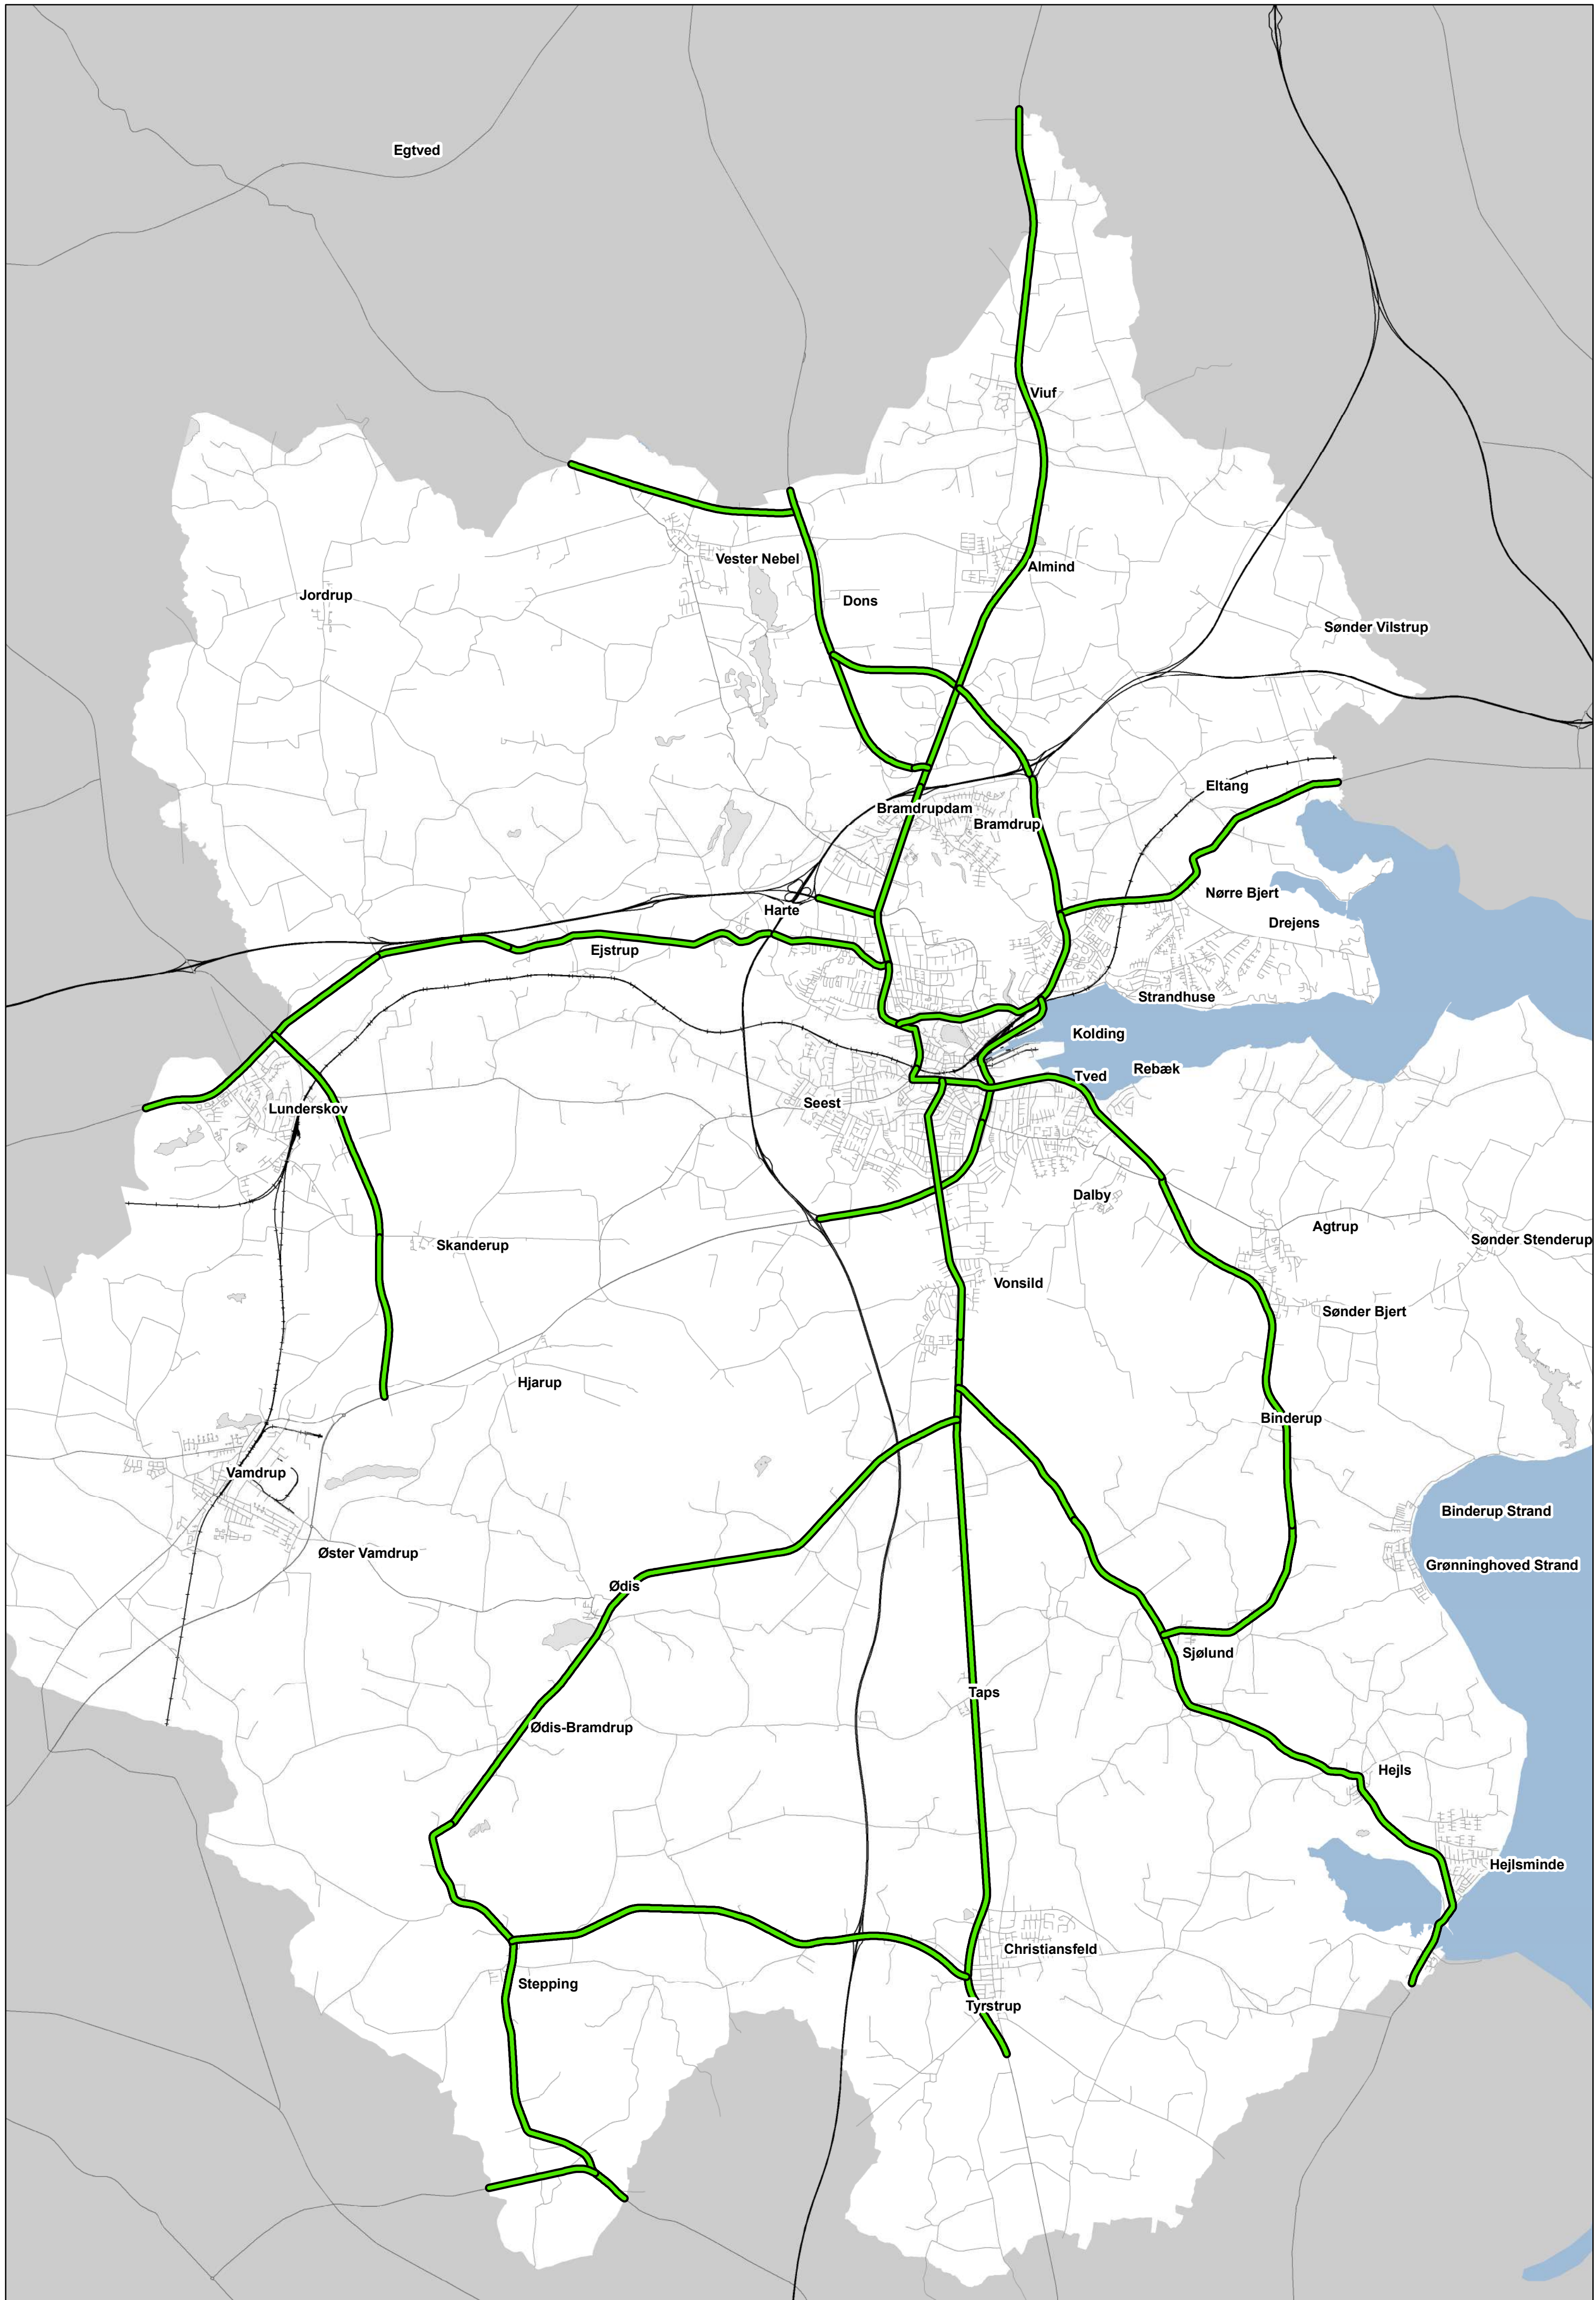 Egtved
Viuf
Vester Nebel
Almind
Jordrup
Dons
Sønder Vilstrup
Eltang
Bramdrupdam
Bramdrup
Nørre Bjert
Harte
Drejens
Ejstrup
Strandhuse
Kolding
Rebæk
Tved
Seest
Lunderskov
Dalby
Agtrup
Sønder Stenderup
Skanderup
Vonsild
Sønder Bjert
Hjarup
Binderup
Vamdrup
Binderup Strand
Øster Vamdrup
Grønninghoved Strand
Ødis
Sjølund
Taps
Ødis-Bramdrup
Hejls
Hejlsminde
Christiansfeld
Stepping
Tyrstrup